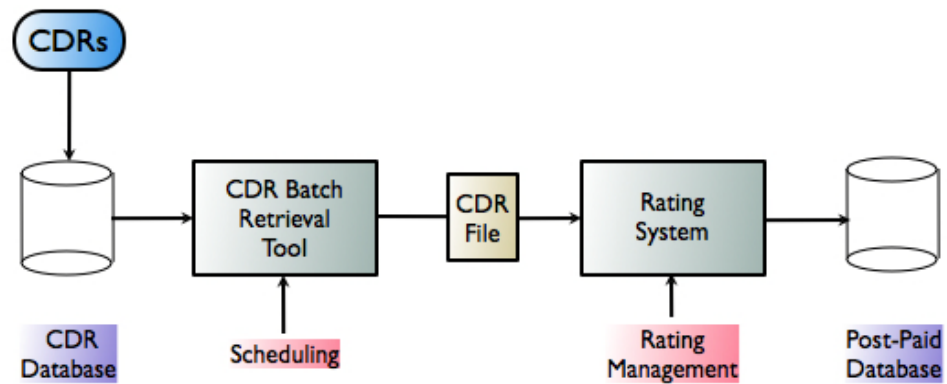 CDRs
CDR Batch
Retrieval
Tool
CDR
File
Rating
System
CDR
Database
Scheduling
Rating
Management
Post-Paid
Database